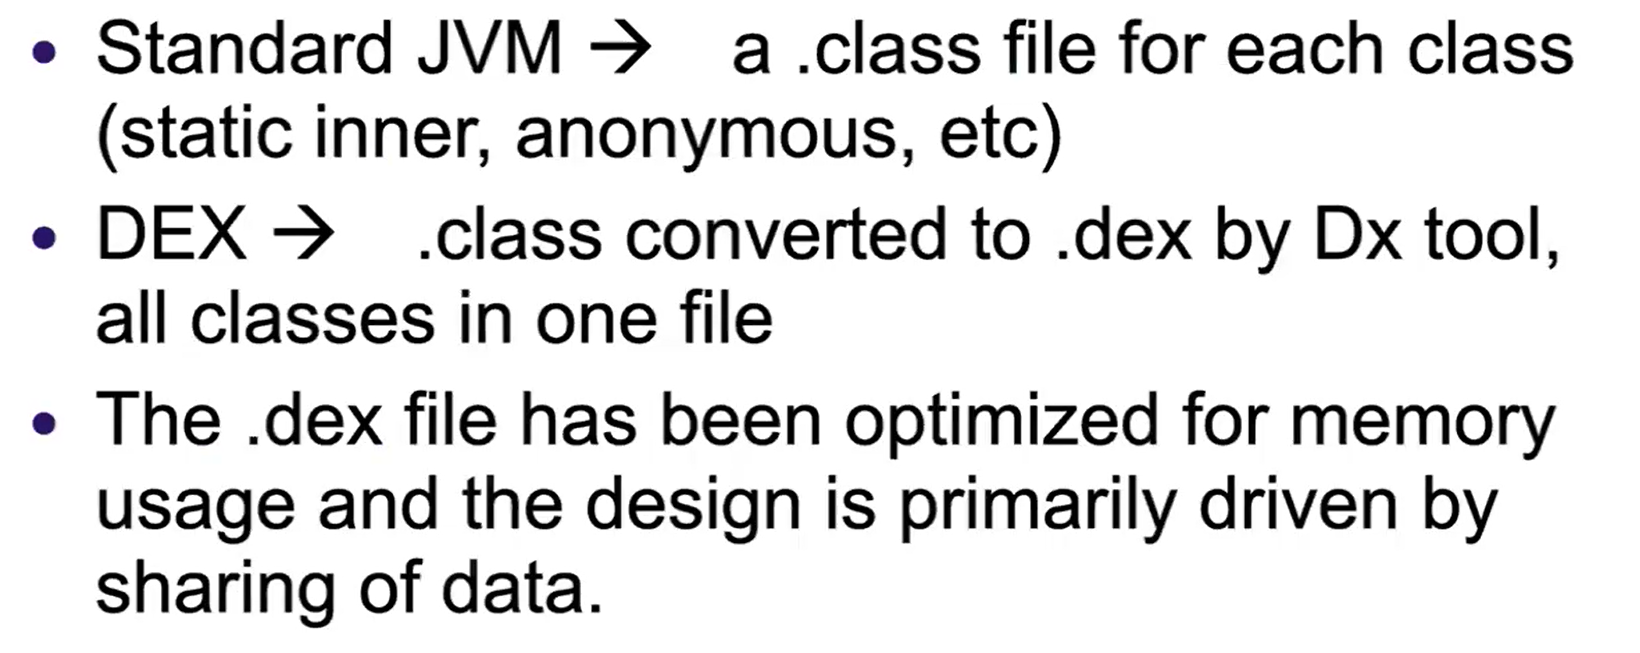 • Standard JVM → a .class file for each class
(static inner, anonymous, etc)
• DEX → .class converted to .dex by Dx tool,
all classes in one file
• The .dex file has been optimized for memory
usage and the design is primarily driven by
sharing of data.